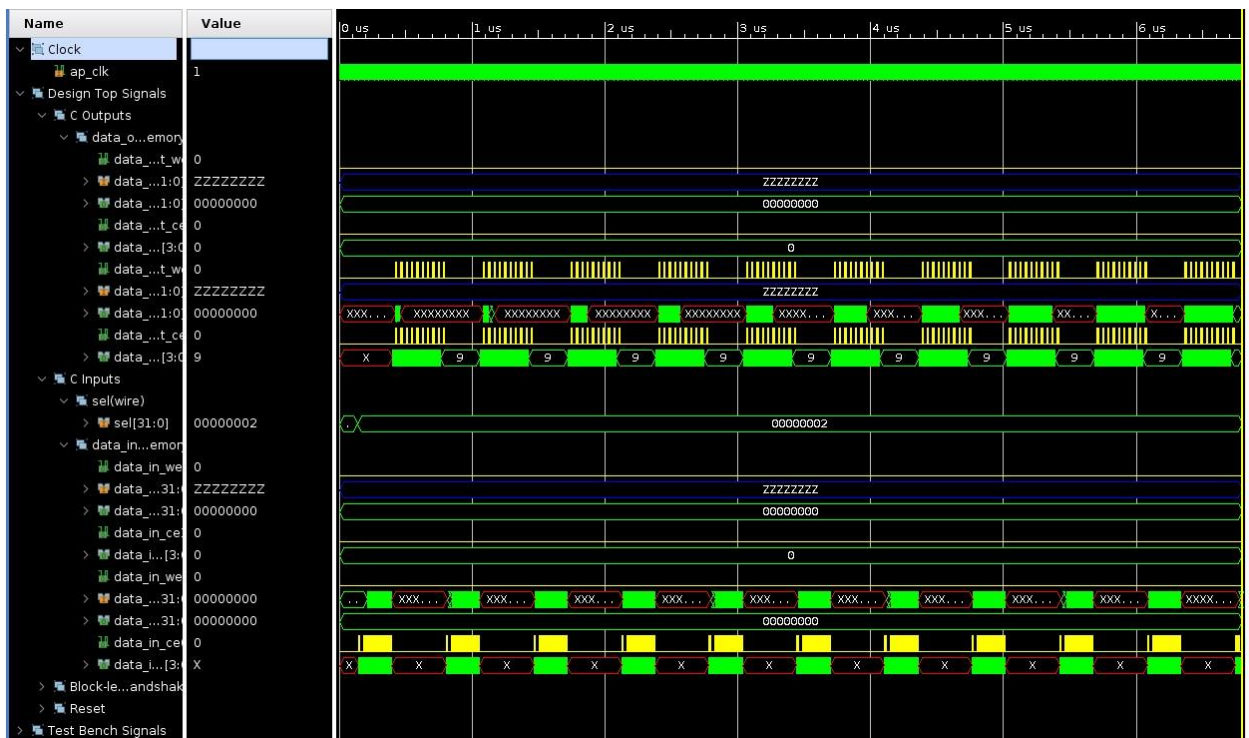 Name Value 0 us 1 us 2 us 3 us 4 us 5 us 6 us
Clock
ap_clk 1
Design Top Signals
C Outputs
data_o...emory
data_...t_we 0
data_...1:0] ZZZZZZZZ ZZZZZZZZ
data_...1:0] 00000000 00000000
data_...t_ce 0
data_...[3:0 0 0
data_...t_we 0
data_...1:0] ZZZZZZZZ ZZZZZZZZ
data_...1:0] 00000000 XXX... XXXXXXXX XXXXXXXX XXXXXXXX XXXXXXXX XXXX... XXX... XXX... XX... X...
data_...t_ce 0
data_...[3:0 9 X 9 9 9 9 9 9 9 9 9
C Inputs
sel(wire)
sel[31:0] 00000002 . 00000002
data_in...emory
data_in_we 0
data_...31:0 ZZZZZZZZ ZZZZZZZZ
data_...31:0 00000000 00000000
data_in_ce 0
data_i...[3:0 0 0
data_in_we 0
data_...31:0 00000000 .. XXX... XXX... XXX... XXX... XXX... XXX... XXX... XXX... XXX... XXXX...
data_...31:0 00000000 00000000
data_in_ce 0
data_i...[3:0 X X X X X X X X X X X X
Block-le...andshak
Reset
Test Bench Signals